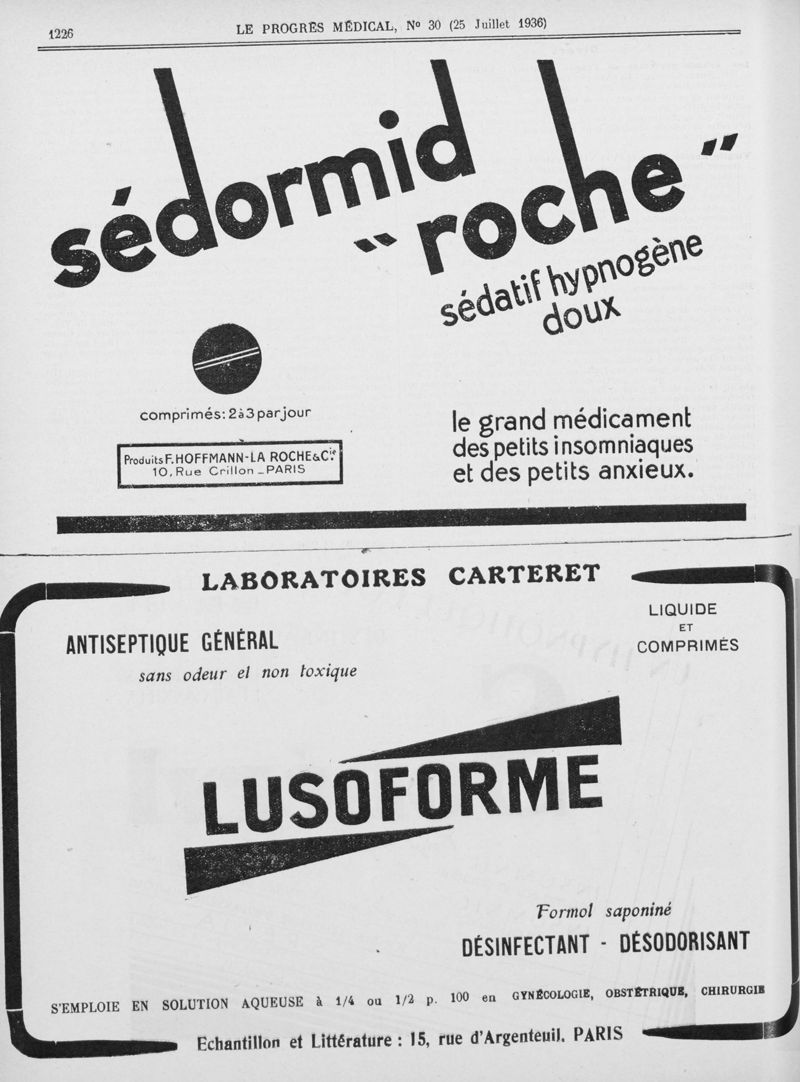 1226
LE PROGRÈS MÉDICAL, No 30 (25 Juillet 1936)
sédormid
"roche"
sédatif hypnogène
doux
comprimés: 2 à 3 par jour
Produits F. HOFFMANN-LA ROCHE & Cie
10, Rue Crillon _ PARIS
le grand médicament
des petits insomniaques
et des petits anxieux.
LABORATOIRES CARTERET
LIQUIDE
ET
COMPRIMÉS
ANTISEPTIQUE GÉNÉRAL
sans odeur et non toxique
LUSOFORME
Formol saponiné
DÉSINFECTANT - DÉSODORISANT
S'EMPLOIE EN SOLUTION AQUEUSE à 1/4 ou 1/2 p. 100 en GYNÉCOLOGIE, OBSTÉTRIQUE, CHIRURGIE
Echantillon et Littérature : 15, rue d'Argenteuil. PARIS